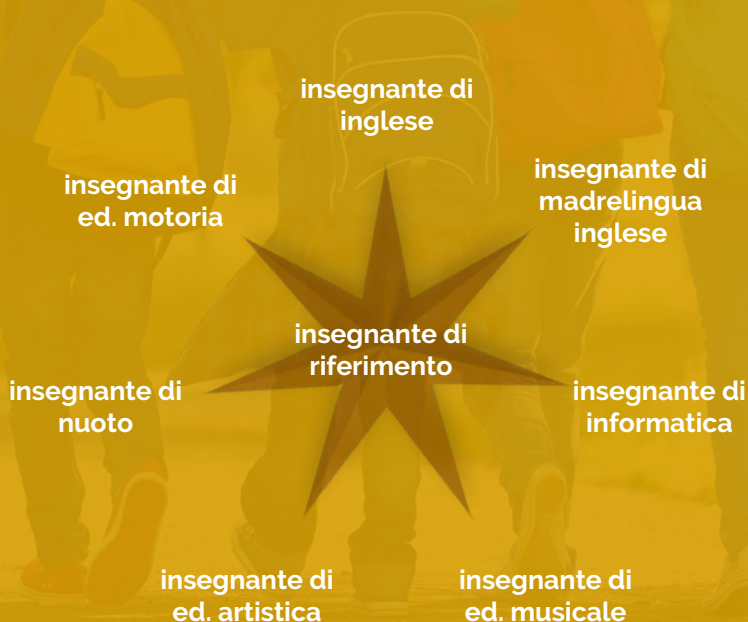 insegnante di
inglese
insegnante di
madrelingua
inglese
insegnante di
ed. motoria
insegnante di
riferimento
insegnante di
nuoto
insegnante di
informatica
insegnante di
ed. artistica
insegnante di
ed. musicale